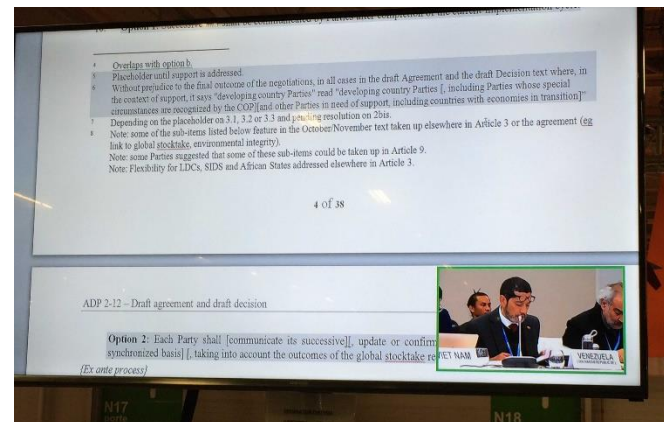 4 Overlaps with option b.
5 Placeholder until support is addressed.
6 Without prejudice to the final outcome of the negotiations, in all cases in the draft Agreement and the draft Decision text where, in
the context of support, it says "developing country Parties" read "developing country Parties [, including Parties whose special
circumstances are recognized by the COP][and other Parties in need of support, including countries with economies in transition]"
7 Depending on the placeholder on 3.1, 3.2 or 3.3 and pending resolution on 2bis.
8 Note: some of the sub-items listed below feature in the October/November text taken up elsewhere in Article 3 or the agreement (eg
link to global stocktake, environmental integrity).
Note: some Parties suggested that some of these sub-items could be taken up in Article 9.
Note: Flexibility for LDCs, SIDS and African States addressed elsewhere in Article 3.
4 of 38
ADP 2-12 – Draft agreement and draft decision
Option 2: Each Party shall [communicate its successive][, update or confirm
synchronized basis] [, taking into account the outcomes of the global stocktake re
(Ex ante process)
VIET NAM
VENEZUELA
N17
porte
N18